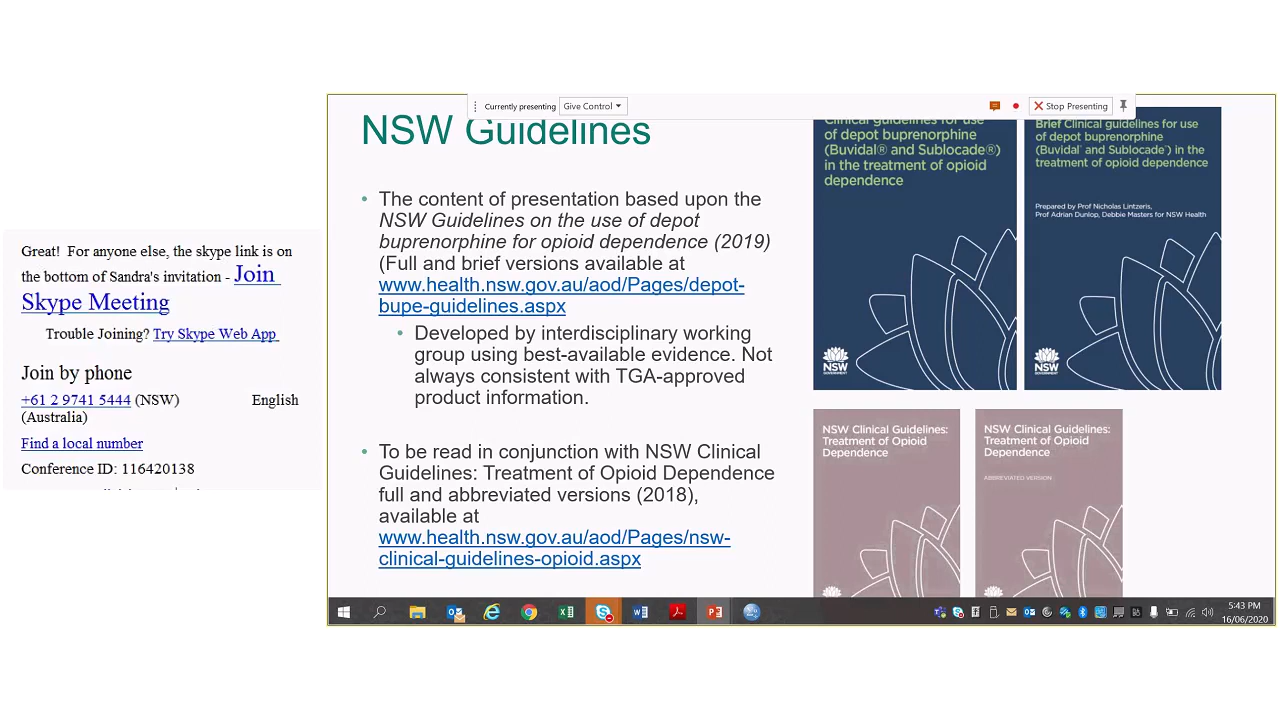 Great! For anyone else, the skype link is on
the bottom of Sandra's invitation - Join
Skype Meeting
Trouble Joining? Try Skype Web App
Join by phone
+61 2 9741 5444 (NSW) English
(Australia)
Find a local number
Conference ID: 116420138
Currently presenting Give Control Stop Presenting
NSW Guidelines
• The content of presentation based upon the
NSW Guidelines on the use of depot
buprenorphine for opioid dependence (2019)
(Full and brief versions available at
www.health.nsw.gov.au/aod/Pages/depot-
bupe-guidelines.aspx
• Developed by interdisciplinary working
group using best-available evidence. Not
always consistent with TGA-approved
product information.
• To be read in conjunction with NSW Clinical
Guidelines: Treatment of Opioid Dependence
full and abbreviated versions (2018),
available at
www.health.nsw.gov.au/aod/Pages/nsw-
clinical-guidelines-opioid.aspx
Clinical guidelines for use
of depot buprenorphine
(Buvidal® and Sublocade®)
in the treatment of opioid
dependence
NSW
GOVERNMENT
Brief Clinical guidelines for use
of depot buprenorphine
(Buvidal® and Sublocade®) in the
treatment of opioid dependence
Prepared by Prof Nicholas Lintzeris,
Prof Adrian Dunlop, Debbie Masters for NSW Health
NSW
GOVERNMENT
NSW Clinical Guidelines:
Treatment of Opioid
Dependence
NSW Clinical Guidelines:
Treatment of Opioid
Dependence
ABBREVIATED VERSION
5:43 PM
16/06/2020